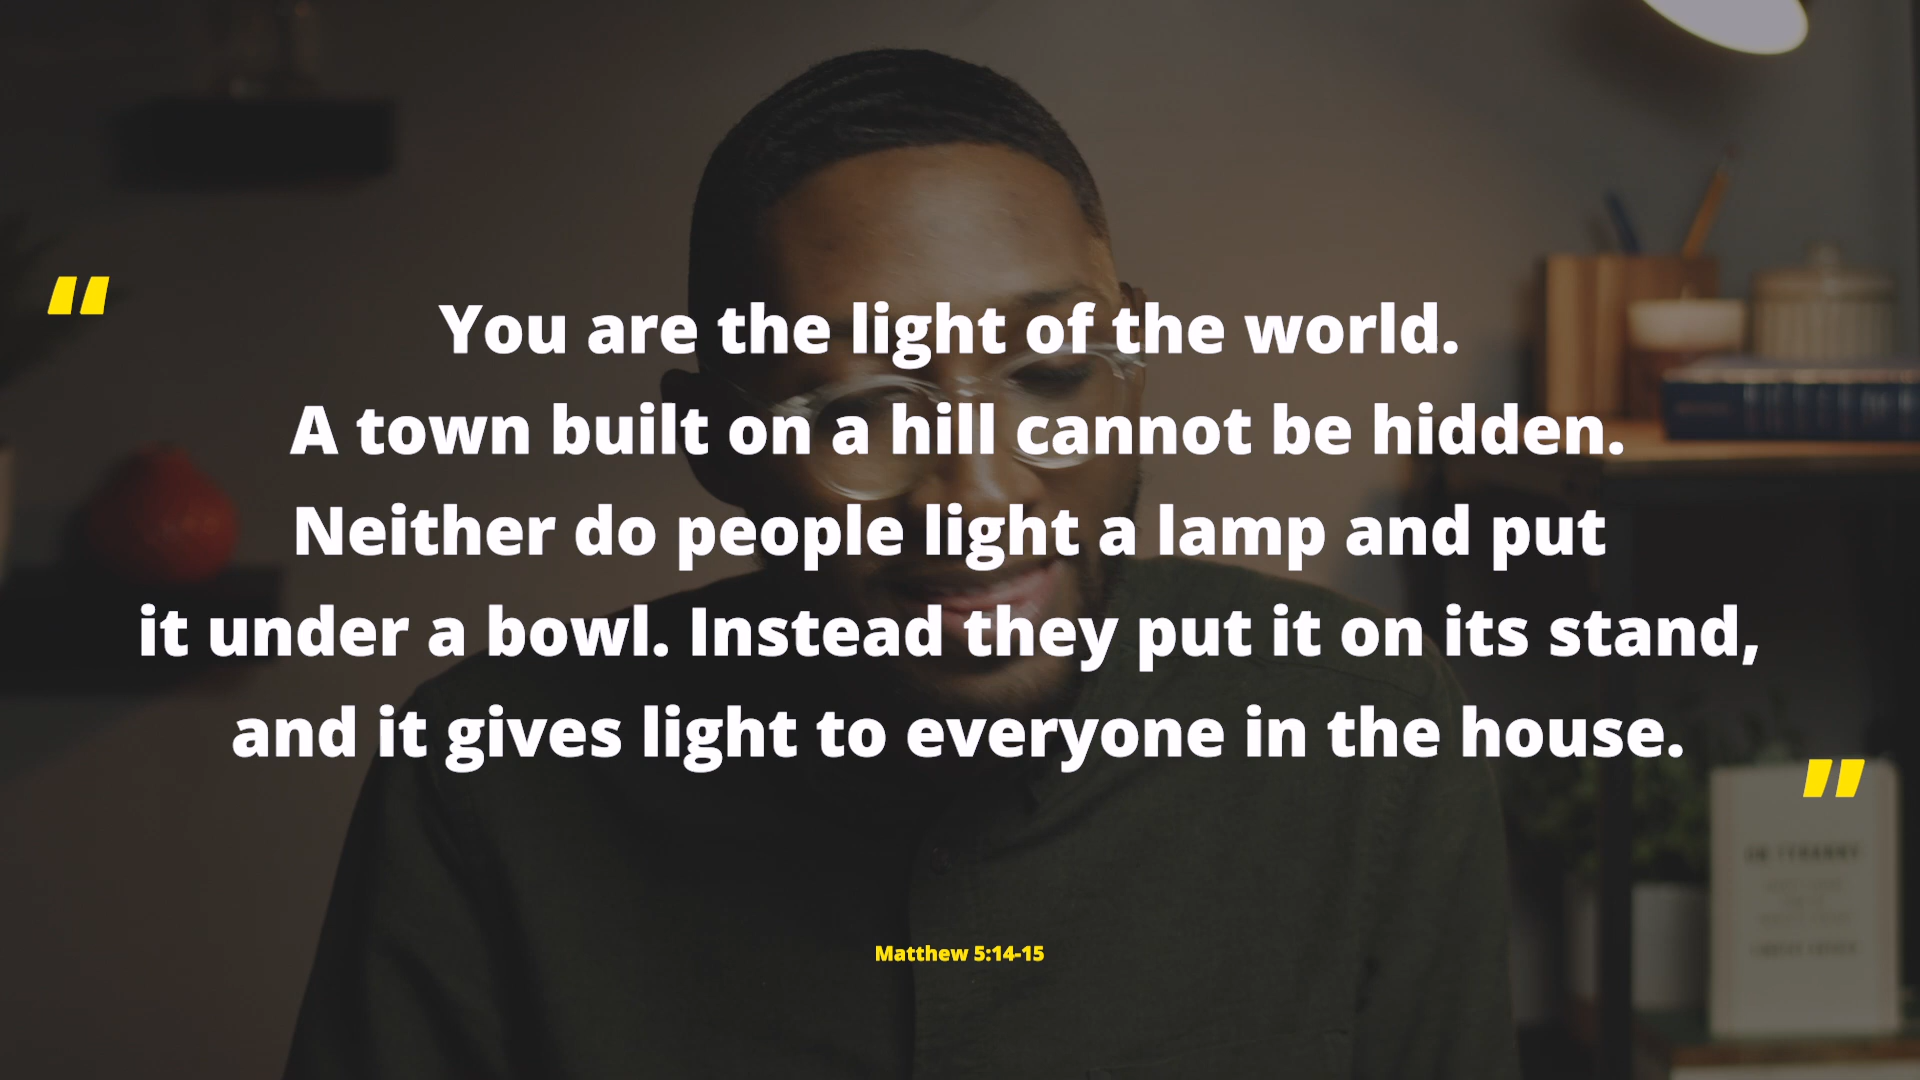 “
You are the light of the world.
A town built on a hill cannot be hidden.
Neither do people light a lamp and put
it under a bowl. Instead they put it on its stand,
and it gives light to everyone in the house.
”
ON TYRANNY
Matthew 5:14-15